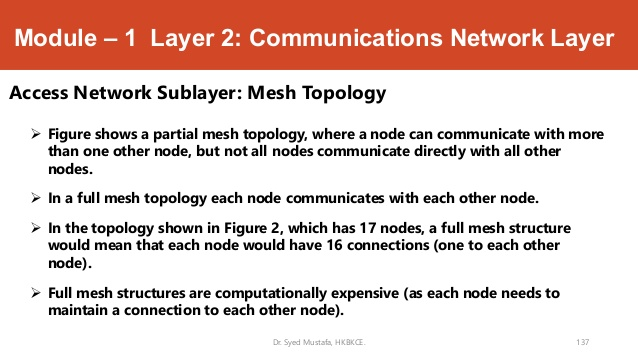 Module – 1  Layer 2: Communications Network Layer
Access Network Sublayer: Mesh Topology
➢ Figure shows a partial mesh topology, where a node can communicate with more
than one other node, but not all nodes communicate directly with all other
nodes.
➢ In a full mesh topology each node communicates with each other node.
➢ In the topology shown in Figure 2, which has 17 nodes, a full mesh structure
would mean that each node would have 16 connections (one to each other
node).
➢ Full mesh structures are computationally expensive (as each node needs to
maintain a connection to each other node).
Dr. Syed Mustafa, HKBKCE. 137